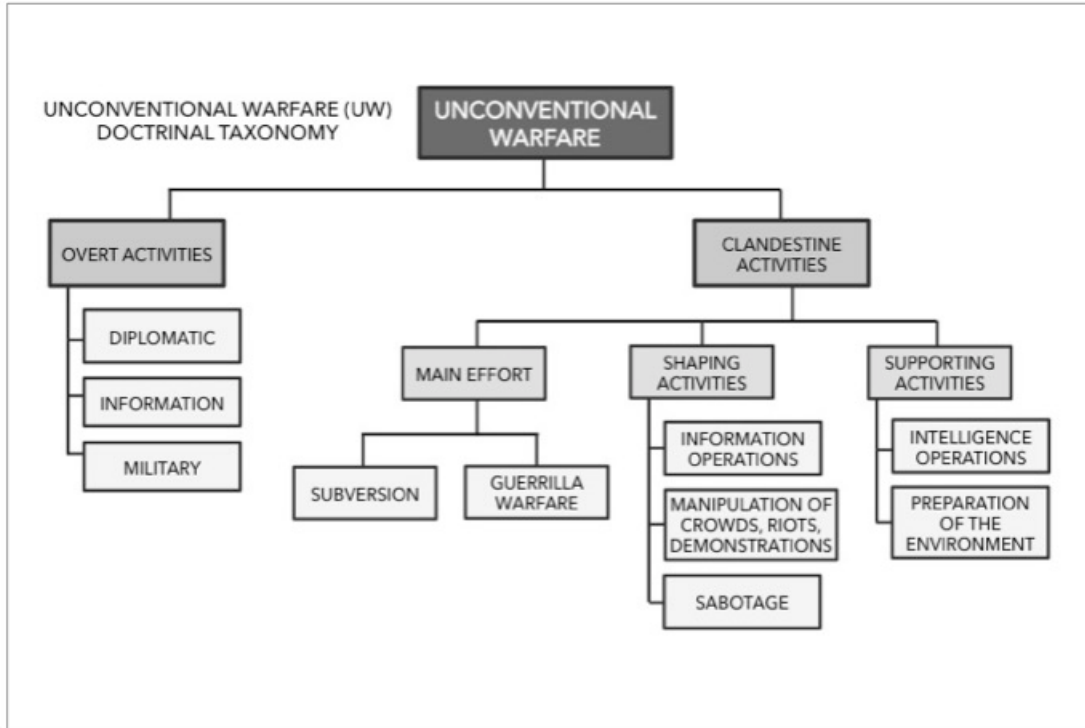 UNCONVENTIONAL WARFARE (UW)
DOCTRINAL TAXONOMY
UNCONVENTIONAL
WARFARE
OVERT ACTIVITIES
DIPLOMATIC
INFORMATION
MILITARY
CLANDESTINE
ACTIVITIES
MAIN EFFORT
SUBVERSION
GUERRILLA
WARFARE
SHAPING
ACTIVITIES
INFORMATION
OPERATIONS
MANIPULATION OF
CROWDS, RIOTS,
DEMONSTRATIONS
SABOTAGE
SUPPORTING
ACTIVITIES
INTELLIGENCE
OPERATIONS
PREPARATION
OF THE
ENVIRONMENT